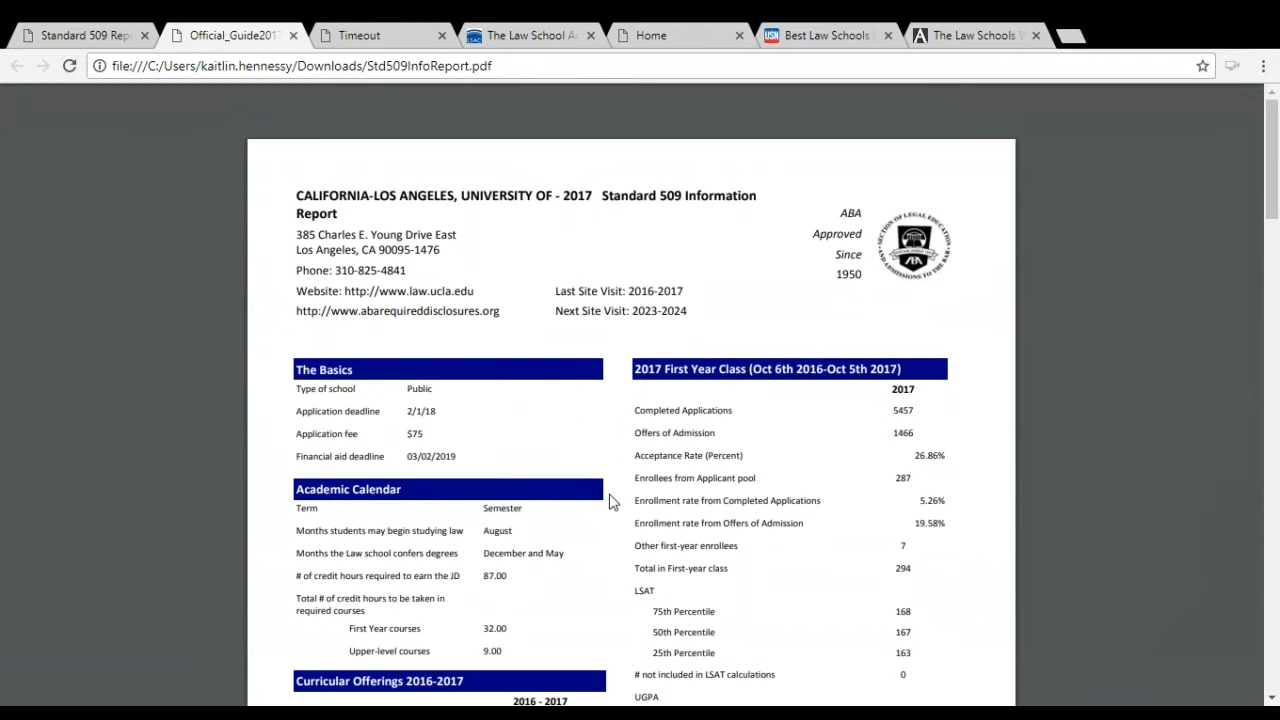 Standard 509 Rep
Official_Guide201
Timeout
The Law School A
Home
Best Law Schools
The Law Schools
file:///C:/Users/kaitlin.hennessy/Downloads/Std509InfoReport.pdf
CALIFORNIA-LOS ANGELES, UNIVERSITY OF - 2017 Standard 509 Information
Report
385 Charles E. Young Drive East
Los Angeles, CA 90095-1476
Phone: 310-825-4841
Website: http://www.law.ucla.edu
Last Site Visit: 2016-2017
http://www.abarequireddisclosures.org
Next Site Visit: 2023-2024
ABA
Approved
Since
1950
SECTION OF LEGAL EDUCATION
AND ADMISSIONS TO THE BAR
ABA
The Basics
Type of school Public
Application deadline 2/1/18
Application fee $75
Financial aid deadline 03/02/2019
Academic Calendar
Term Semester
Months students may begin studying law August
Months the Law school confers degrees December and May
# of credit hours required to earn the JD 87.00
Total # of credit hours to be taken in
required courses
First Year courses 32.00
Upper-level courses 9.00
Curricular Offerings 2016-2017
2016 - 2017
2017 First Year Class (Oct 6th 2016-Oct 5th 2017)
2017
Completed Applications 5457
Offers of Admission 1466
Acceptance Rate (Percent) 26.86%
Enrollees from Applicant pool 287
Enrollment rate from Completed Applications 5.26%
Enrollment rate from Offers of Admission 19.58%
Other first-year enrollees 7
Total in First-year class 294
LSAT
75th Percentile 168
50th Percentile 167
25th Percentile 163
# not included in LSAT calculations 0
UGPA